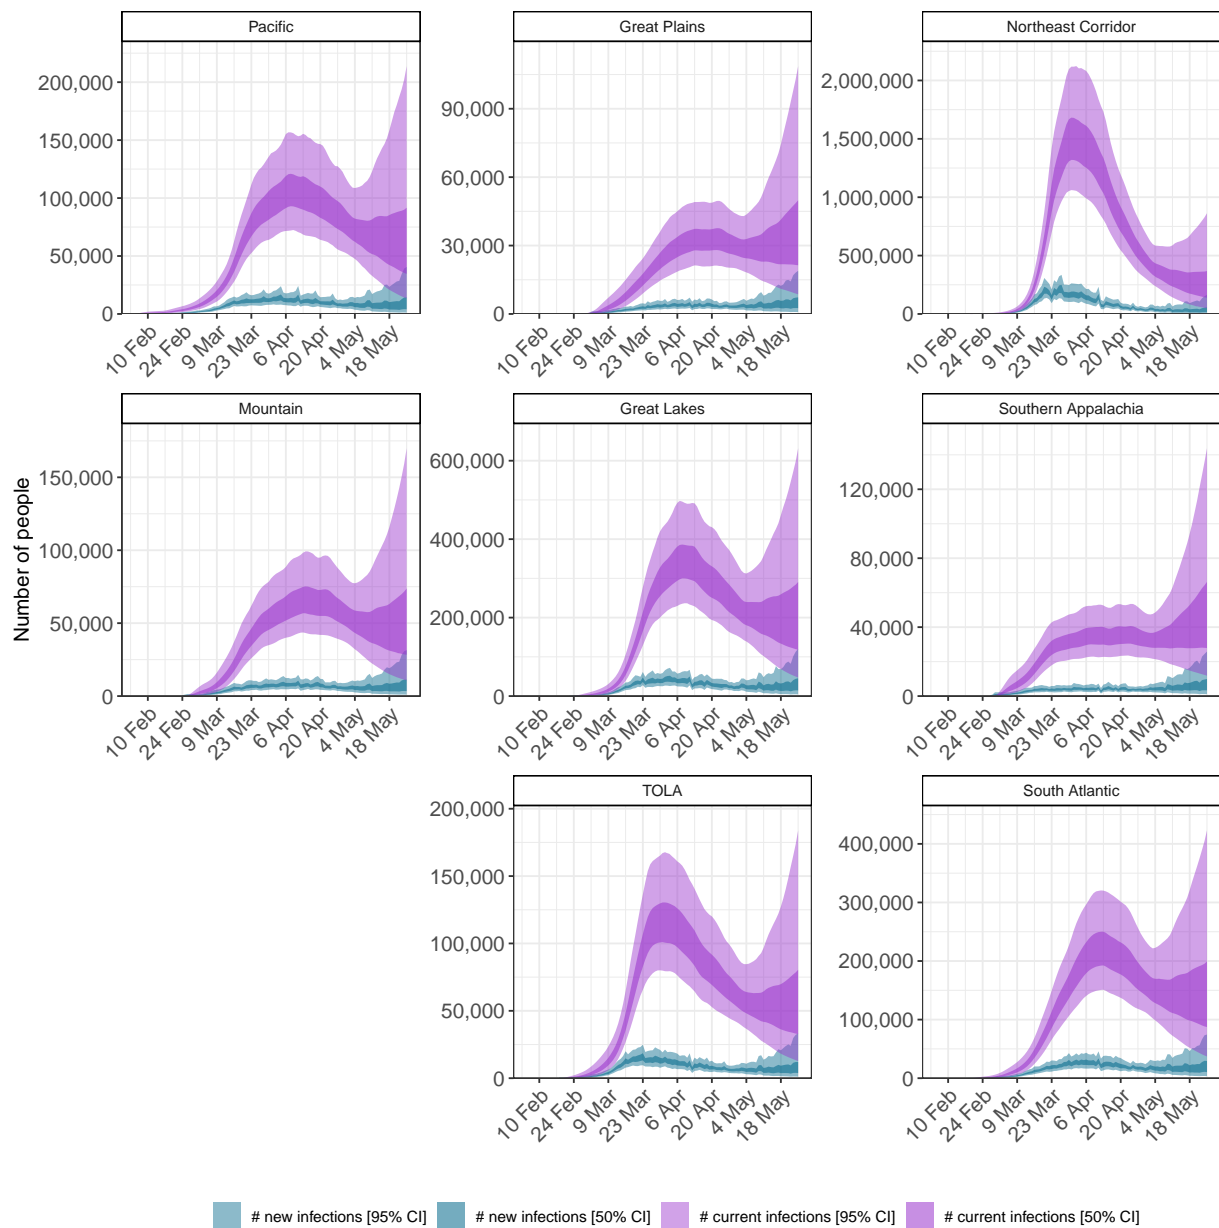 Pacific
Great Plains
Northeast Corridor
200,000
150,000
100,000
50,000
0
10 Feb
24 Feb
9 Mar
23 Mar
6 Apr
20 Apr
4 May
18 May
90,000
60,000
30,000
0
10 Feb
24 Feb
9 Mar
23 Mar
6 Apr
20 Apr
4 May
18 May
2,000,000
1,500,000
1,000,000
500,000
0
10 Feb
24 Feb
9 Mar
23 Mar
6 Apr
20 Apr
4 May
18 May
Number of people
Mountain
Great Lakes
Southern Appalachia
150,000
100,000
50,000
0
10 Feb
24 Feb
9 Mar
23 Mar
6 Apr
20 Apr
4 May
18 May
600,000
400,000
200,000
0
10 Feb
24 Feb
9 Mar
23 Mar
6 Apr
20 Apr
4 May
18 May
120,000
80,000
40,000
0
10 Feb
24 Feb
9 Mar
23 Mar
6 Apr
20 Apr
4 May
18 May
TOLA
South Atlantic
200,000
150,000
100,000
50,000
0
10 Feb
24 Feb
9 Mar
23 Mar
6 Apr
20 Apr
4 May
18 May
400,000
300,000
200,000
100,000
0
10 Feb
24 Feb
9 Mar
23 Mar
6 Apr
20 Apr
4 May
18 May
# new infections [95% CI]
# new infections [50% CI]
# current infections [95% CI]
# current infections [50% CI]